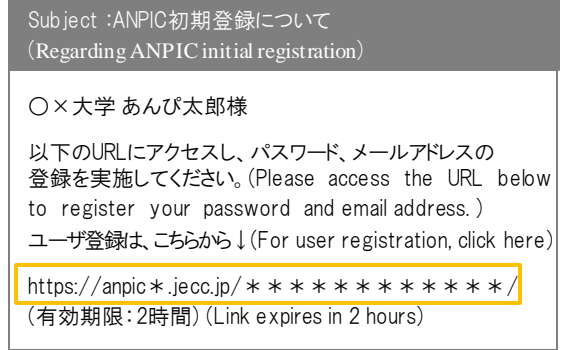 Subject：ANPIC初期登録について
（Regarding ANPIC initial registration）
○×大学 あんぴ太郎様
以下のURLにアクセスし、パスワード、メールアドレスの
登録を実施してください。（Please access the URL below
to register your password and email address.）
ユーザ登録は、こちらから↓（For user registration, click here）
https://anpic＊.jecc.jp/＊＊＊＊＊＊＊＊＊＊＊＊/
（有効期限：2時間）（Link expires in 2 hours）